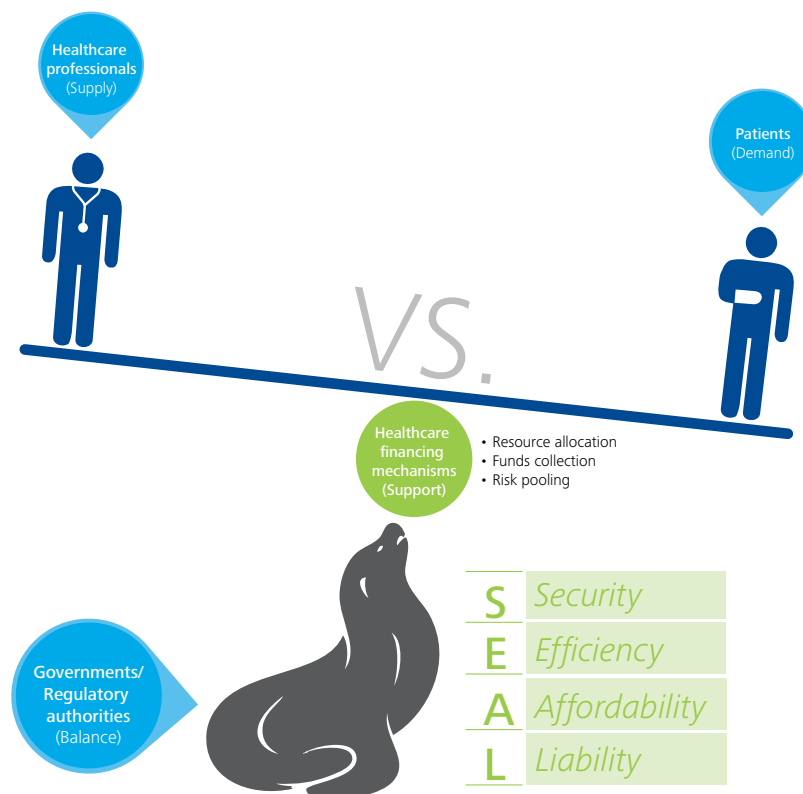 Healthcare
professionals
(Supply)
Patients
(Demand)
VS.
Healthcare
financing
mechanisms
(Support)
• Resource allocation
• Funds collection
• Risk pooling
Governments/
Regulatory
authorities
(Balance)
S Security
E Efficiency
A Affordability
L Liability